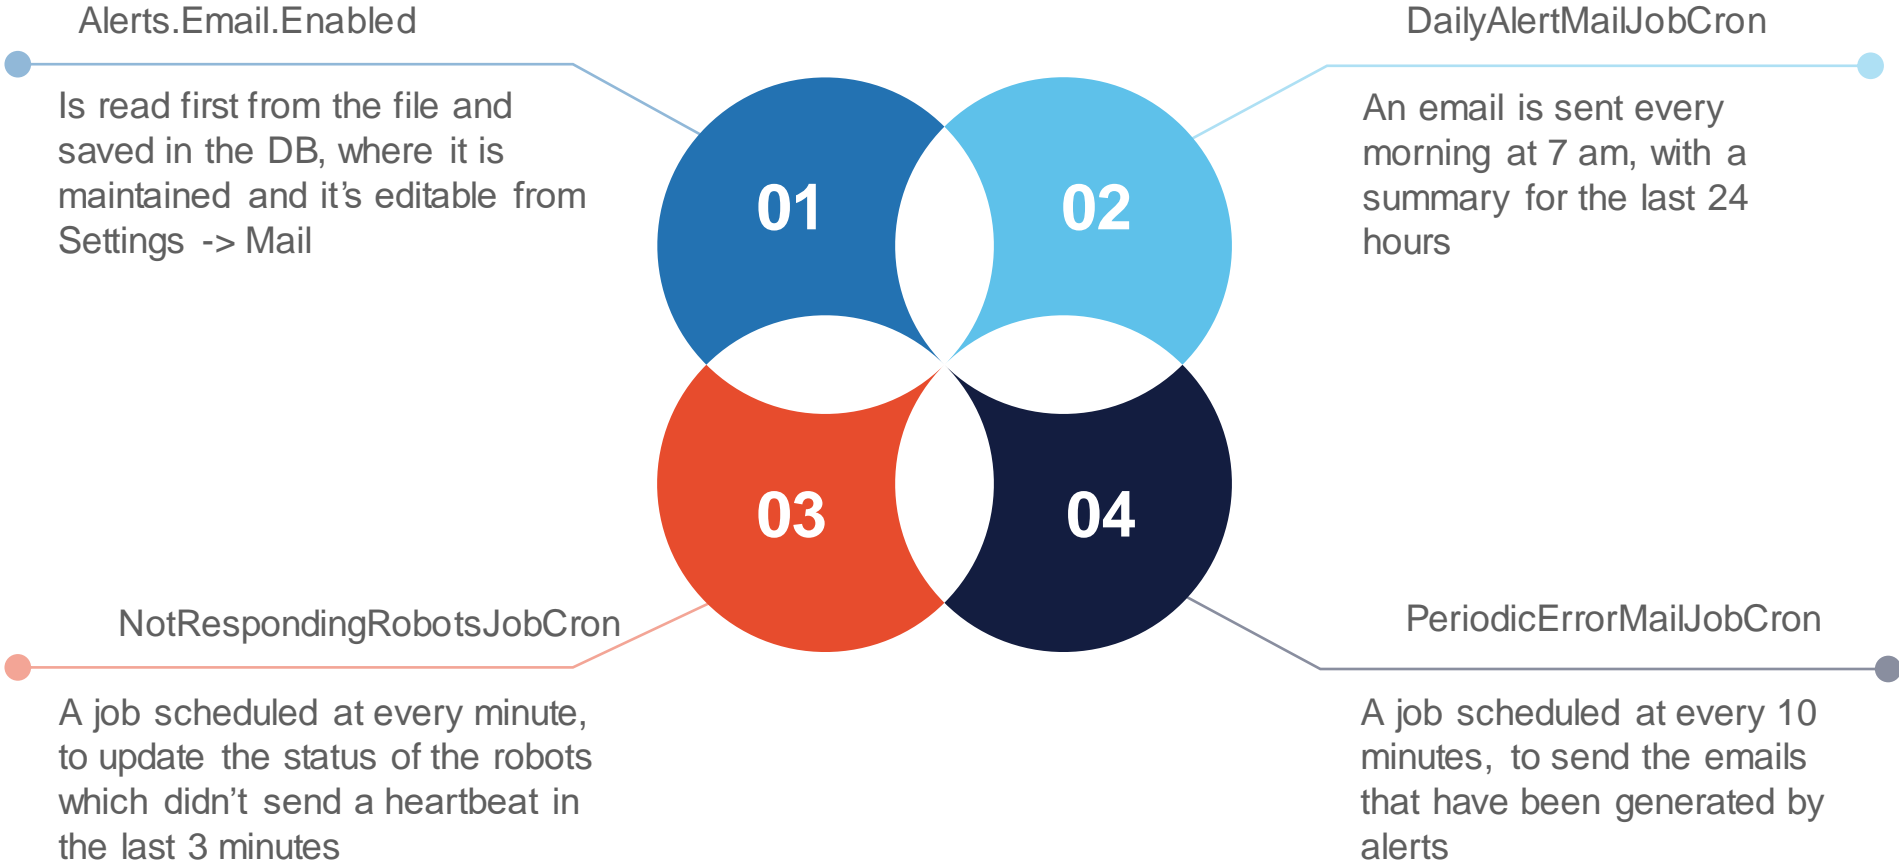 Alerts.Email.Enabled
Is read first from the file and
saved in the DB, where it is
maintained and it’s editable from
Settings -> Mail
01
DailyAlertMailJobCron
An email is sent every
morning at 7 am, with a
summary for the last 24
hours
02
NotRespondingRobotsJobCron
A job scheduled at every minute,
to update the status of the robots
which didn’t send a heartbeat in
the last 3 minutes
03
PeriodicErrorMailJobCron
A job scheduled at every 10
minutes, to send the emails
that have been generated by
alerts
04